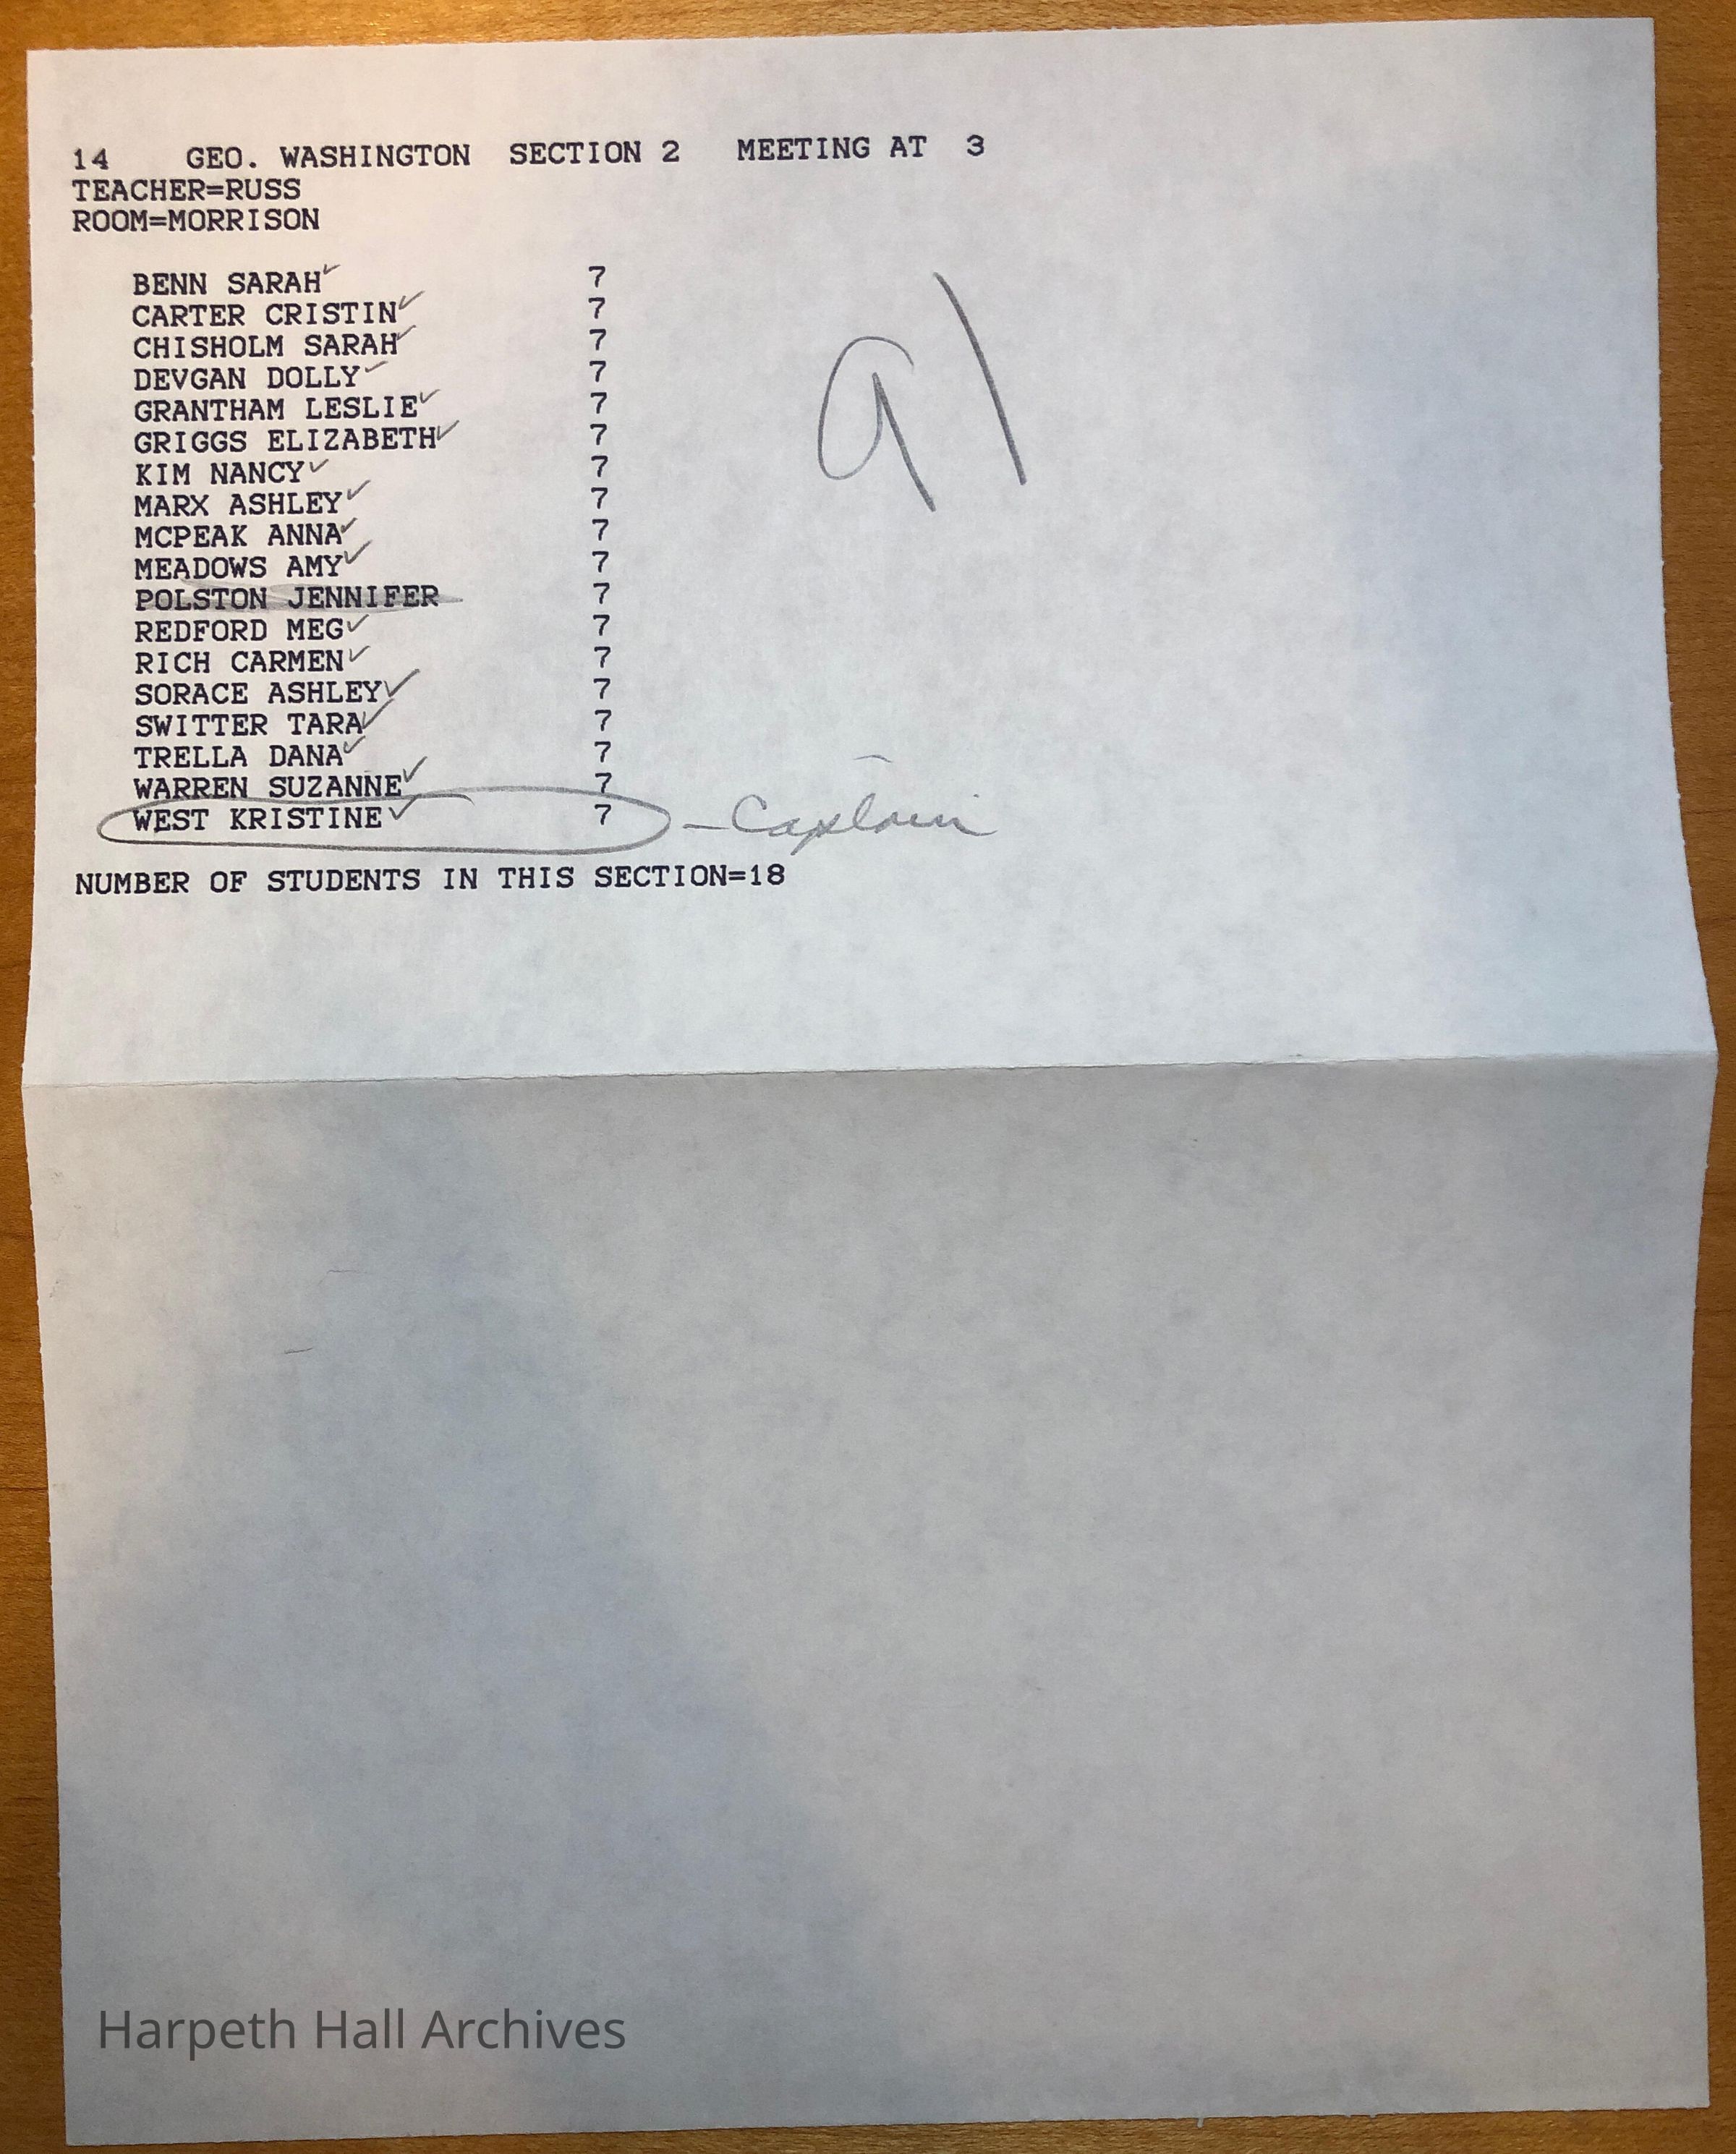 14 GEO. WASHINGTON SECTION 2 MEETING AT 3
TEACHER=RUSS
ROOM=MORRISON
BENN SARAH✓ 7
CARTER CRISTIN✓ 7
CHISHOLM SARAH✓ 7
DEVGAN DOLLY✓ 7
GRANTHAM LESLIE✓ 7
GRIGGS ELIZABETH✓ 7
KIM NANCY✓ 7
MARX ASHLEY✓ 7
MCPEAK ANNA✓ 7
MEADOWS AMY✓ 7
POLSTON JENNIFER 7
REDFORD MEG✓ 7
RICH CARMEN✓ 7
SORACE ASHLEY✓ 7
SWITTER TARA✓ 7
TRELLA DANA✓ 7
WARREN SUZANNE✓ 7
WEST KRISTINE✓ 7 – Captain
NUMBER OF STUDENTS IN THIS SECTION=18
91
Harpeth Hall Archives